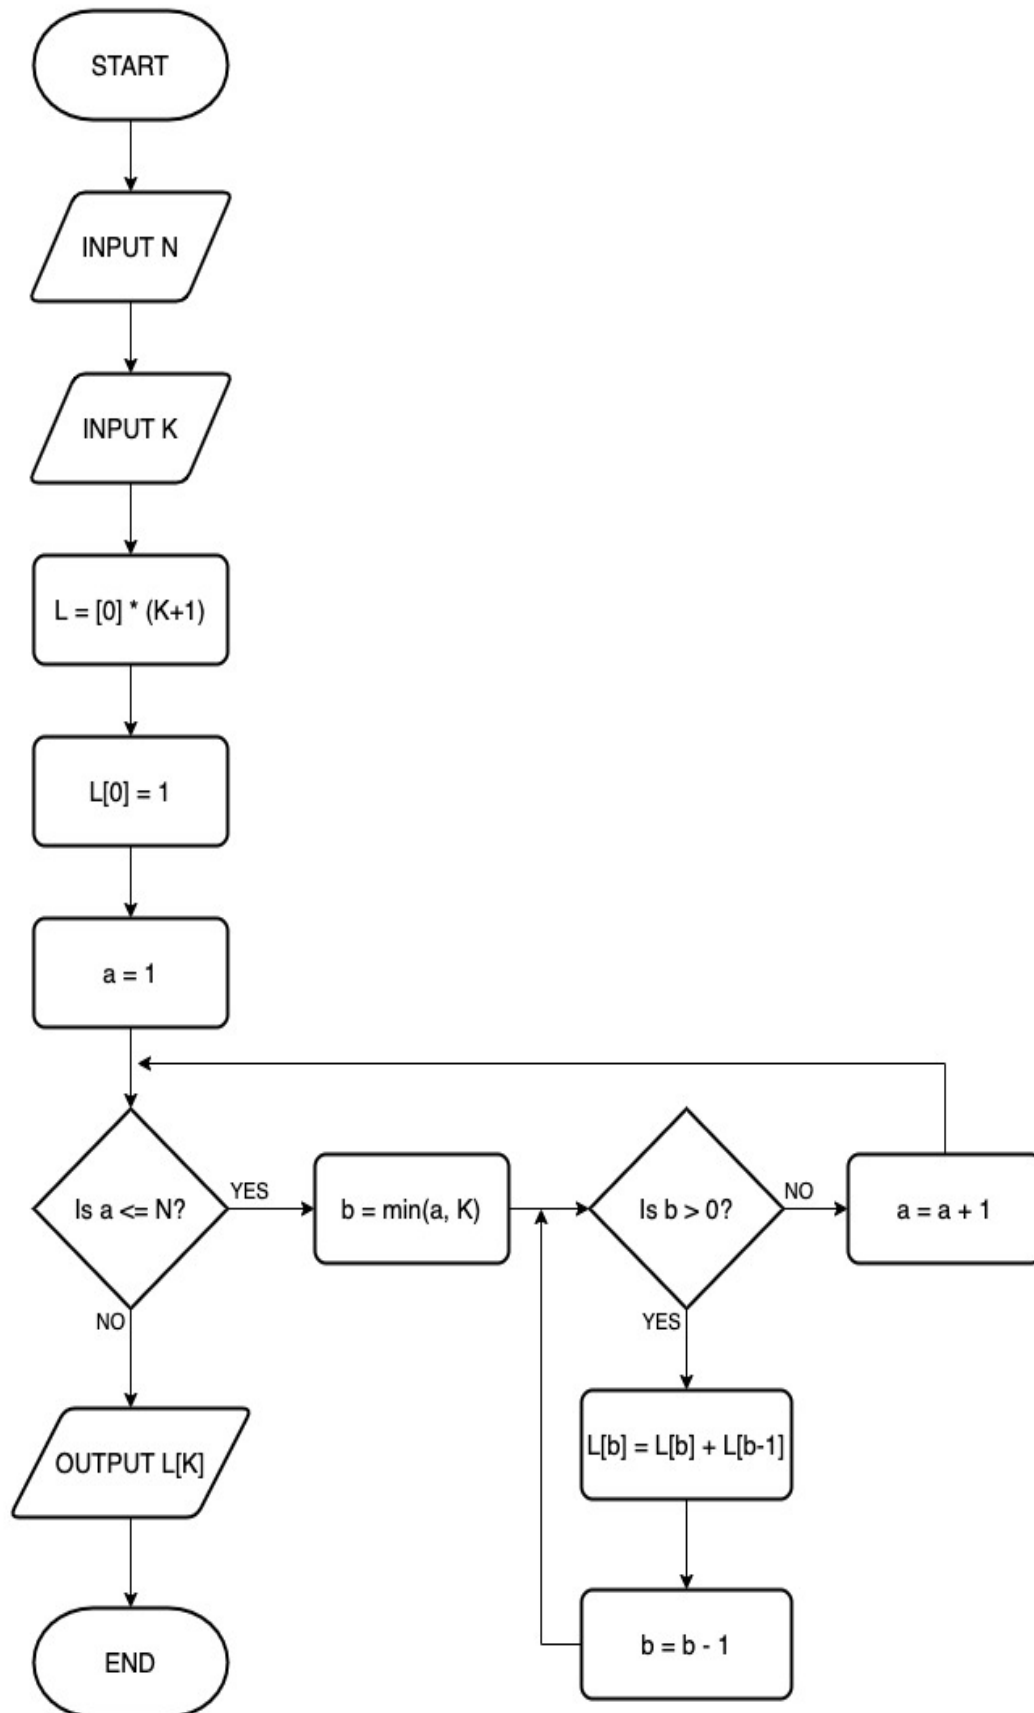 START
INPUT N
INPUT K
L = [0] * (K+1)
L[0] = 1
a = 1
Is a <= N?
YES
b = min(a, K)
Is b > 0?
NO
a = a + 1
NO
YES
OUTPUT L[K]
L[b] = L[b] + L[b-1]
END
b = b - 1